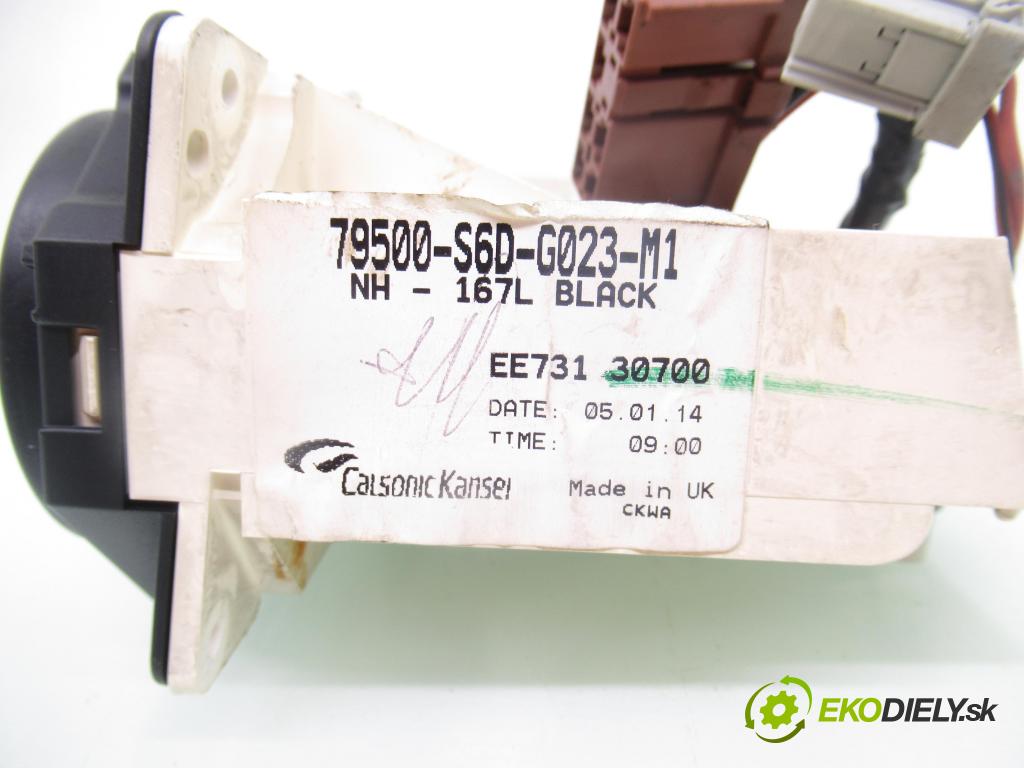 79500-S6D-G023-M1
NH - 167L BLACK
EE731 30700
DATE: 05.01.14
TIME: 09:00
CalsonicKansei
Made in UK
CKWA
EKODIELY.sk